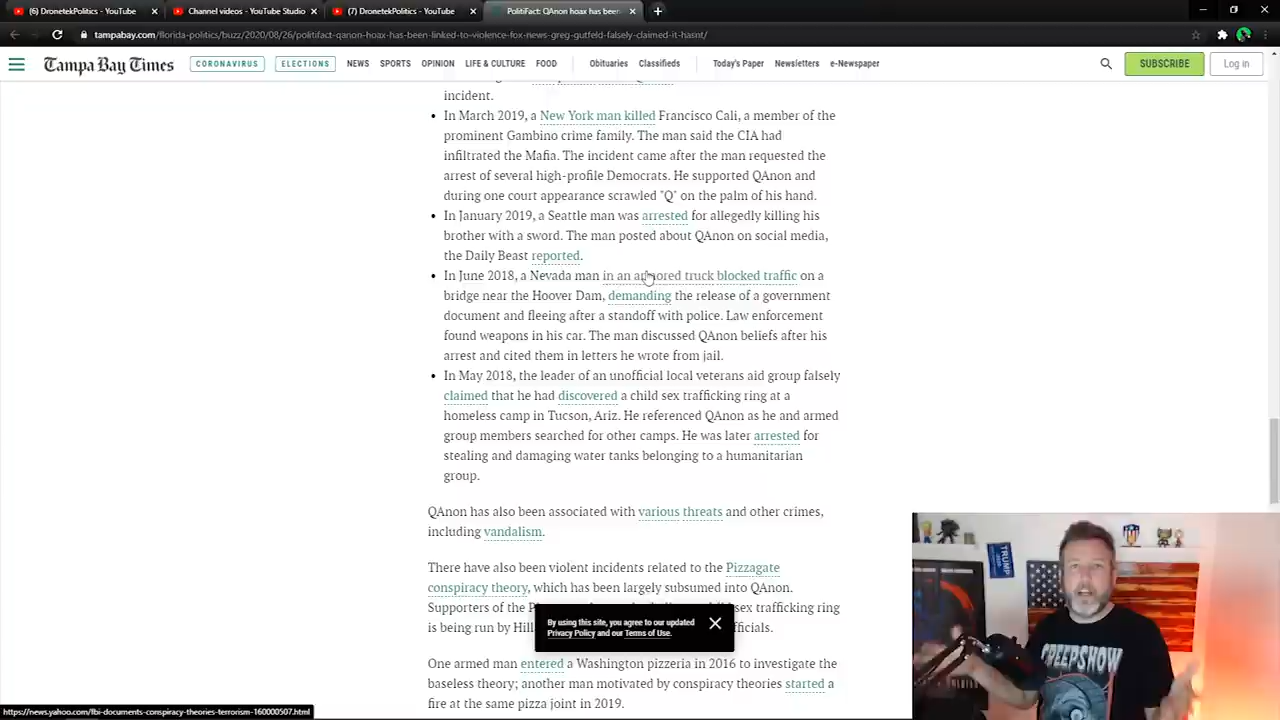 (6) DronetekPolitics - YouTube
Channel videos - YouTube Studio
(7) DronetekPolitics - YouTube
PolitiFact: QAnon hoax has been
tampabay.com/florida-politics/buzz/2020/08/26/politifact-qanon-hoax-has-been-linked-to-violence-fox-news-greg-gutfeld-falsely-claimed-it-hasnt/
Tampa Bay Times
CORONAVIRUS
ELECTIONS
NEWS SPORTS OPINION LIFE & CULTURE FOOD
Obituaries Classifieds
Today's Paper Newsletters e-Newspaper
SUBSCRIBE
Log in
incident.
• In March 2019, a New York man killed Francisco Cali, a member of the
prominent Gambino crime family. The man said the CIA had
infiltrated the Mafia. The incident came after the man requested the
arrest of several high-profile Democrats. He supported QAnon and
during one court appearance scrawled "Q" on the palm of his hand.
• In January 2019, a Seattle man was arrested for allegedly killing his
brother with a sword. The man posted about QAnon on social media,
the Daily Beast reported.
• In June 2018, a Nevada man in an armored truck blocked traffic on a
bridge near the Hoover Dam, demanding the release of a government
document and fleeing after a standoff with police. Law enforcement
found weapons in his car. The man discussed QAnon beliefs after his
arrest and cited them in letters he wrote from jail.
• In May 2018, the leader of an unofficial local veterans aid group falsely
claimed that he had discovered a child sex trafficking ring at a
homeless camp in Tucson, Ariz. He referenced QAnon as he and armed
group members searched for other camps. He was later arrested for
stealing and damaging water tanks belonging to a humanitarian
group.
QAnon has also been associated with various threats and other crimes,
including vandalism.
There have also been violent incidents related to the Pizzagate
conspiracy theory, which has been largely subsumed into QAnon.
Supporters of the sex trafficking ring
is being run by
By using this site, you agree to our updated
Privacy Policy and our Terms of Use.
One armed man entered a Washington pizzeria in 2016 to investigate the
baseless theory; another man motivated by conspiracy theories started a
fire at the same pizza joint in 2019.
https://news.yahoo.com/fbi-documents-conspiracy-theories-terrorism-160000507.html
TRUMP
CREEPSHOW